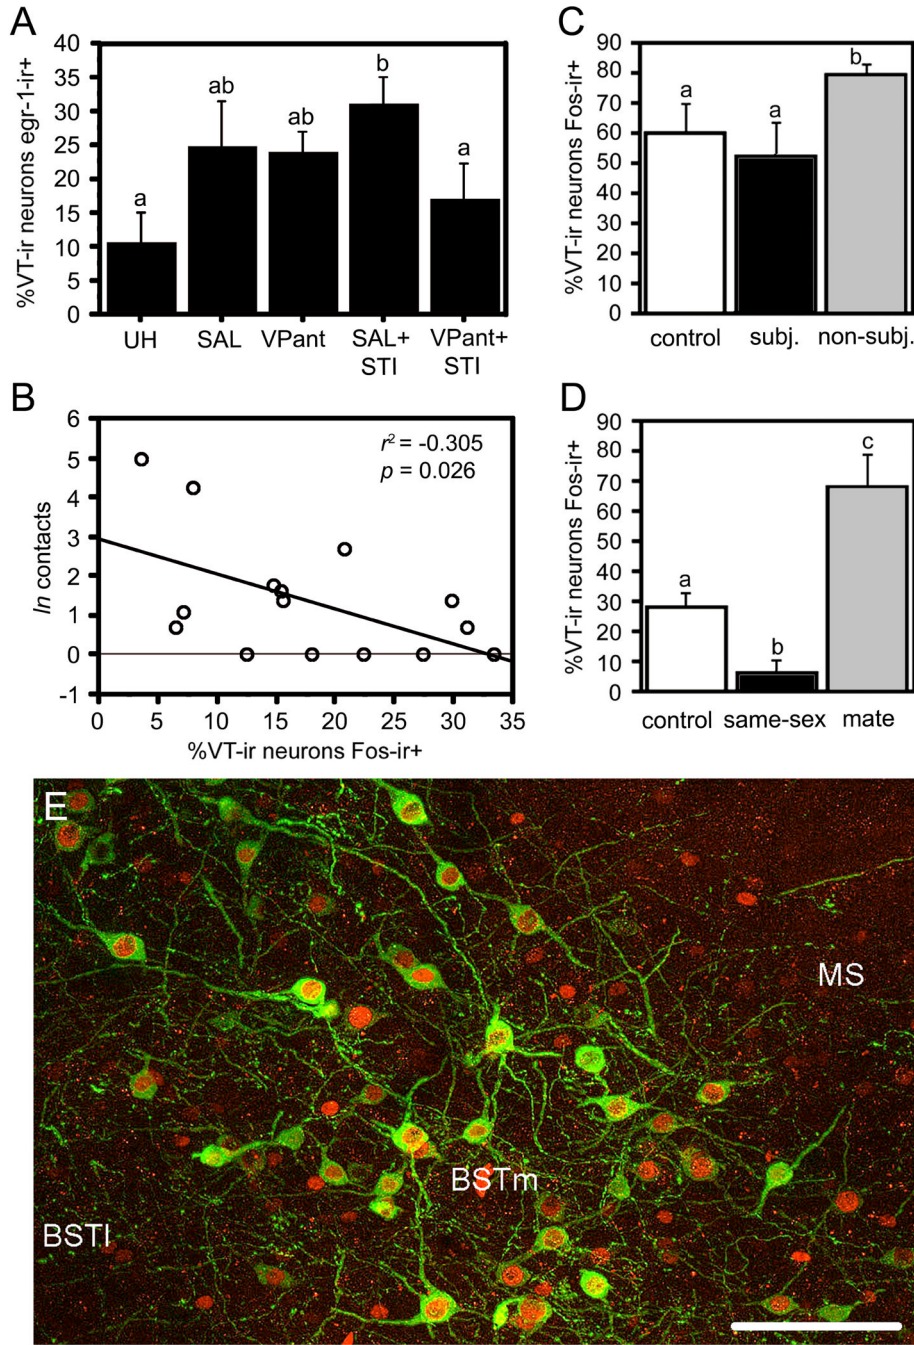 A
%VT-ir neurons egr-1-ir+
40
35
30
25
20
15
10
5
0
a
ab
ab
b
a
UH
SAL
VPant
SAL+
STI
VPant+
STI
C
%VT-ir neurons Fos-ir+
90
80
70
60
50
40
30
20
10
0
a
a
b
control
subj.
non-subj.
B
ln contacts
6
5
4
3
2
1
0
-1
r² = -0.305
p = 0.026
0
5
10
15
20
25
30
35
%VT-ir neurons Fos-ir+
D
%VT-ir neurons Fos-ir+
90
80
70
60
50
40
30
20
10
0
a
b
c
control
same-sex
mate
E
MS
BSTm
BSTl